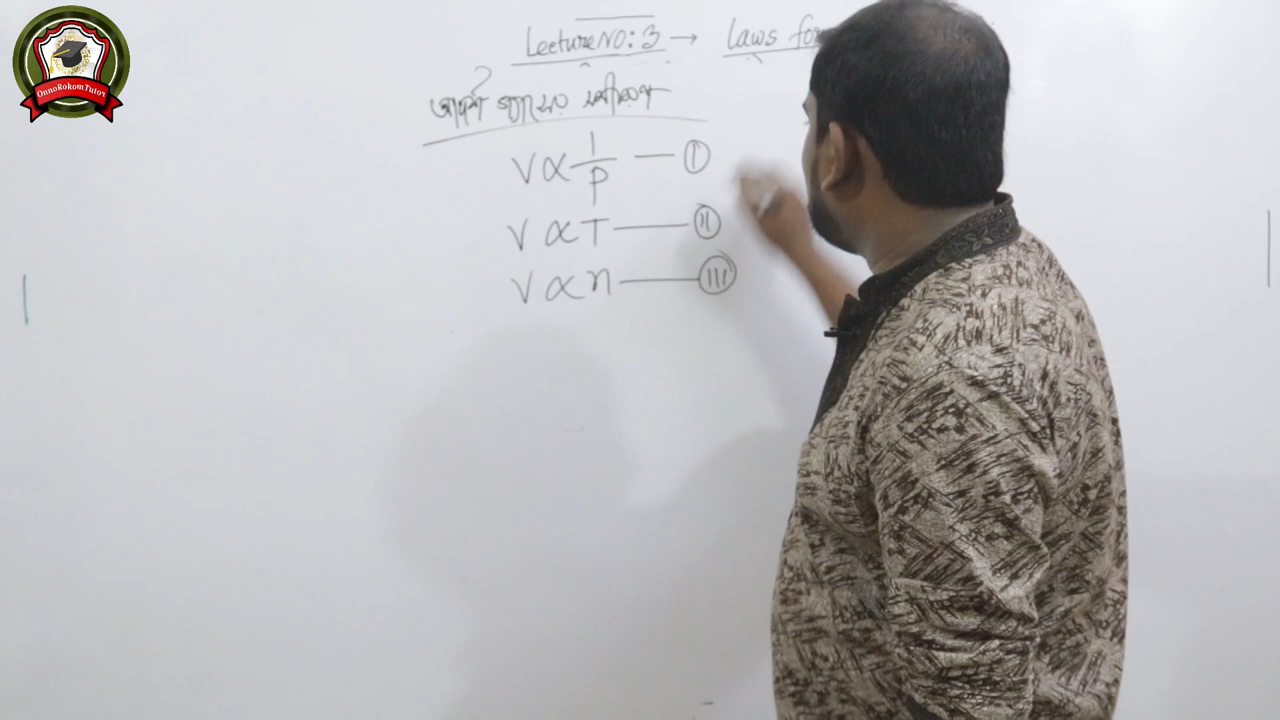 OnnoRokomTutor
Lecture NO: 3 → Laws for
আদর্শ গ্যাসের সমীকরণ
V ∝ 1/P — I
V ∝ T — II
V ∝ n — III